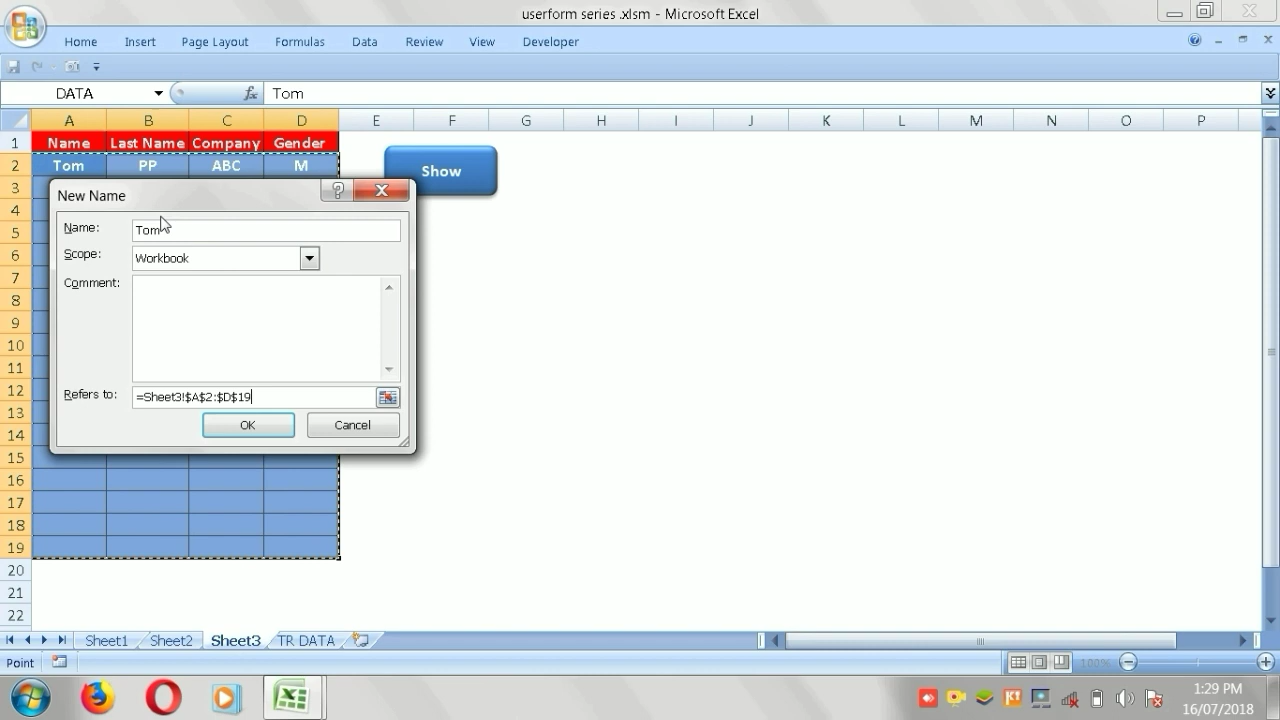 userform series .xlsm - Microsoft Excel
Home Insert Page Layout Formulas Data Review View Developer
DATA fx Tom
A B C D E F G H I J K L M N O P
1 Name Last Name Company Gender
2 Tom PP ABC M
Show
3
New Name
4
Name: Tom
5
Scope: Workbook
6
Comment:
7
8
9
10
11
12
Refers to: =Sheet3!$A$2:$D$19
13
OK Cancel
14
15
16
17
18
19
20
21
22
Sheet1 Sheet2 Sheet3 TR DATA
Point 100%
1:29 PM
16/07/2018